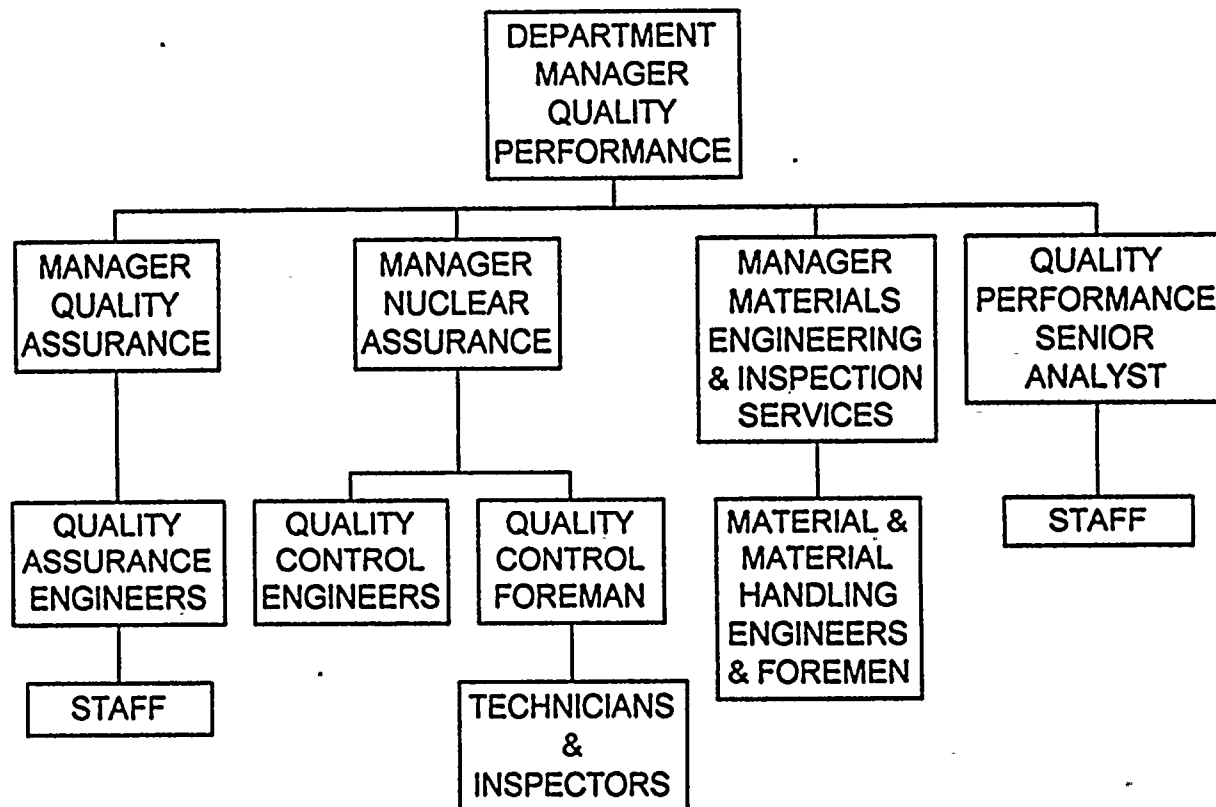 DEPARTMENT
MANAGER
QUALITY
PERFORMANCE
MANAGER
QUALITY
ASSURANCE
MANAGER
NUCLEAR
ASSURANCE
MANAGER
MATERIALS
ENGINEERING
& INSPECTION
SERVICES
QUALITY
PERFORMANCE
SENIOR
ANALYST
QUALITY
ASSURANCE
ENGINEERS
QUALITY
CONTROL
ENGINEERS
QUALITY
CONTROL
FOREMAN
MATERIAL &
MATERIAL
HANDLING
ENGINEERS
& FOREMEN
STAFF
STAFF
TECHNICIANS
&
INSPECTORS